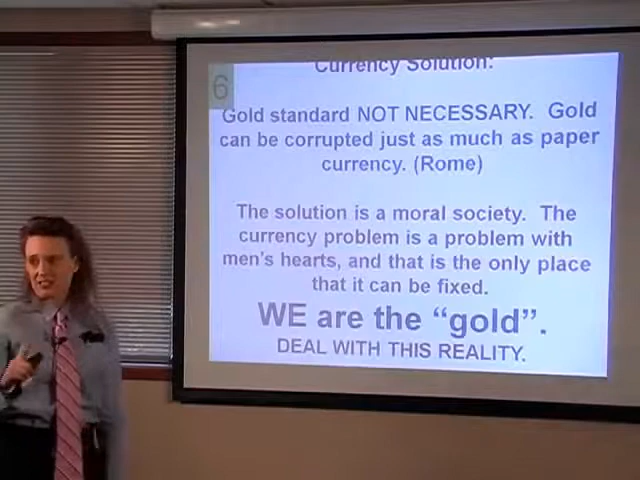 Currency Solution:
6
Gold standard NOT NECESSARY. Gold
can be corrupted just as much as paper
currency. (Rome)
The solution is a moral society. The
currency problem is a problem with
men's hearts, and that is the only place
that it can be fixed.
WE are the “gold”.
DEAL WITH THIS REALITY.